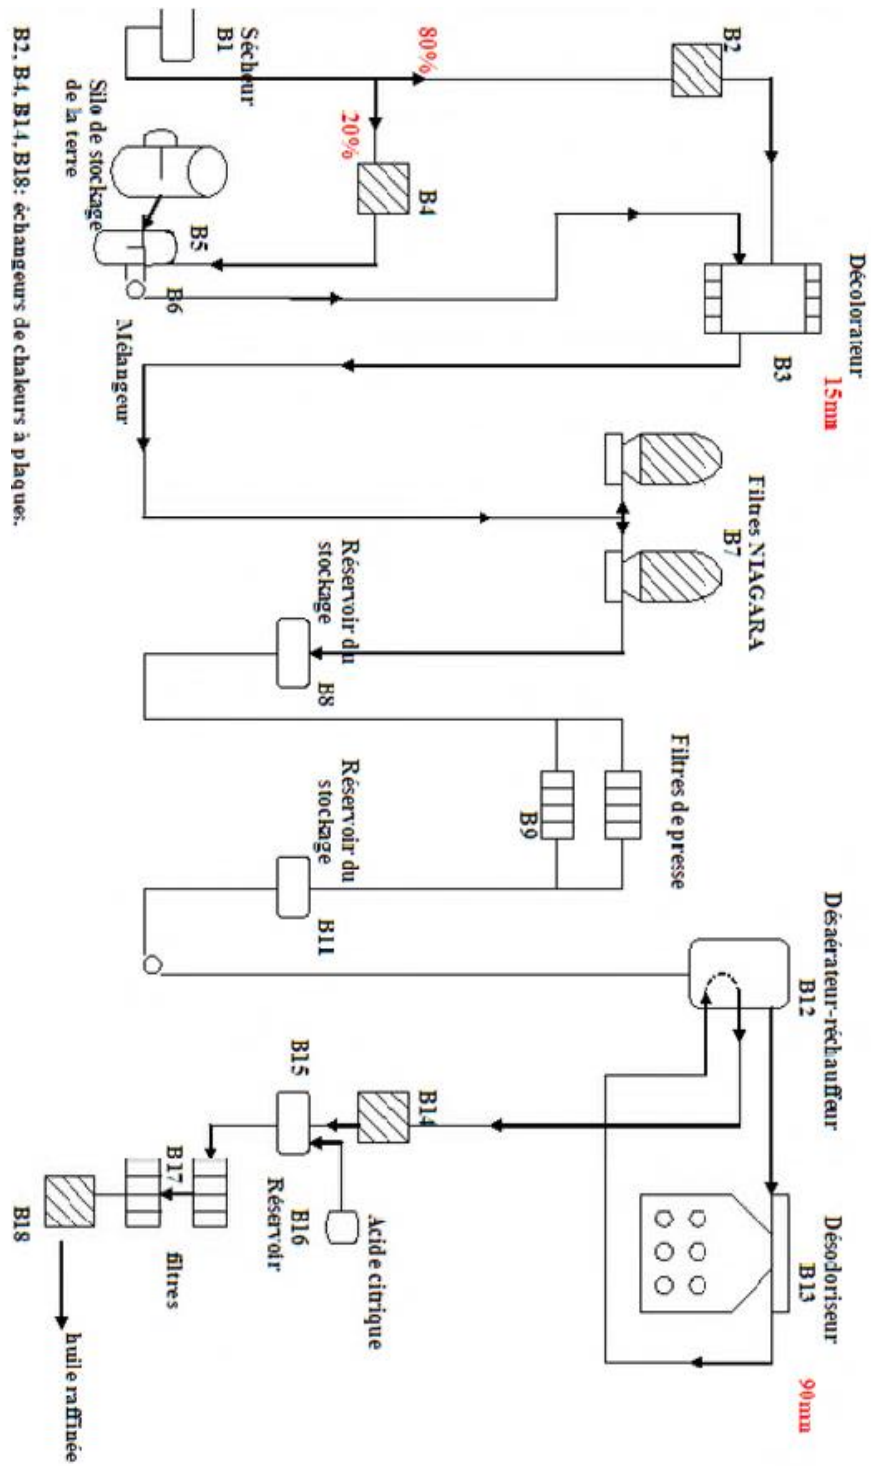 Sécheur
B1
80%
20%
B2
B4
Silo de stockage
de la terre
B5
B6
Mélangeur
Décolorateur
B3
15mn
Filtres NIAGARA
B7
Réservoir du
stockage
B8
Filtres de presse
B9
Réservoir du
stockage
B11
Désaérateur-réchauffeur
B12
Désodoriseur
B13
90mn
B14
B15
Acide citrique
B16
Réservoir
B17
filtres
B18
huile raffinée
B2, B4, B14, B18: échangeurs de chaleurs à plaques.